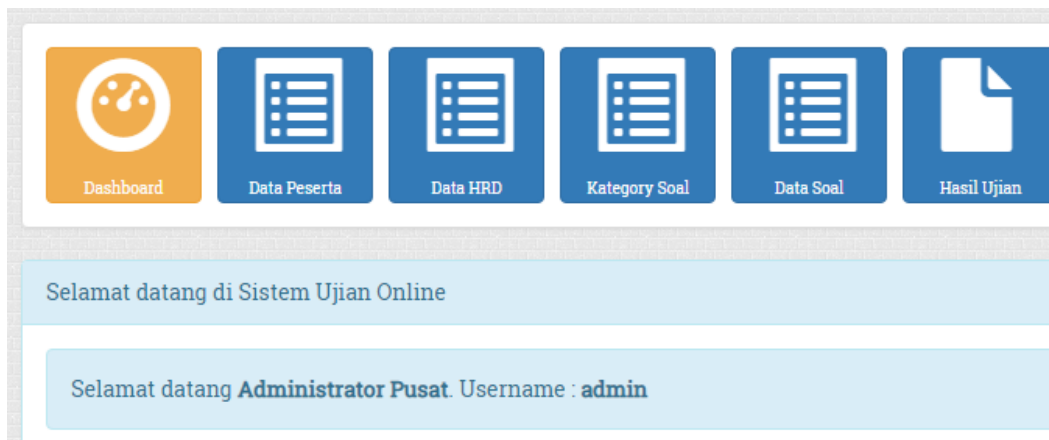 Dashboard
Data Peserta
Data HRD
Kategory Soal
Data Soal
Hasil Ujian
Selamat datang di Sistem Ujian Online
Selamat datang Administrator Pusat. Username : admin